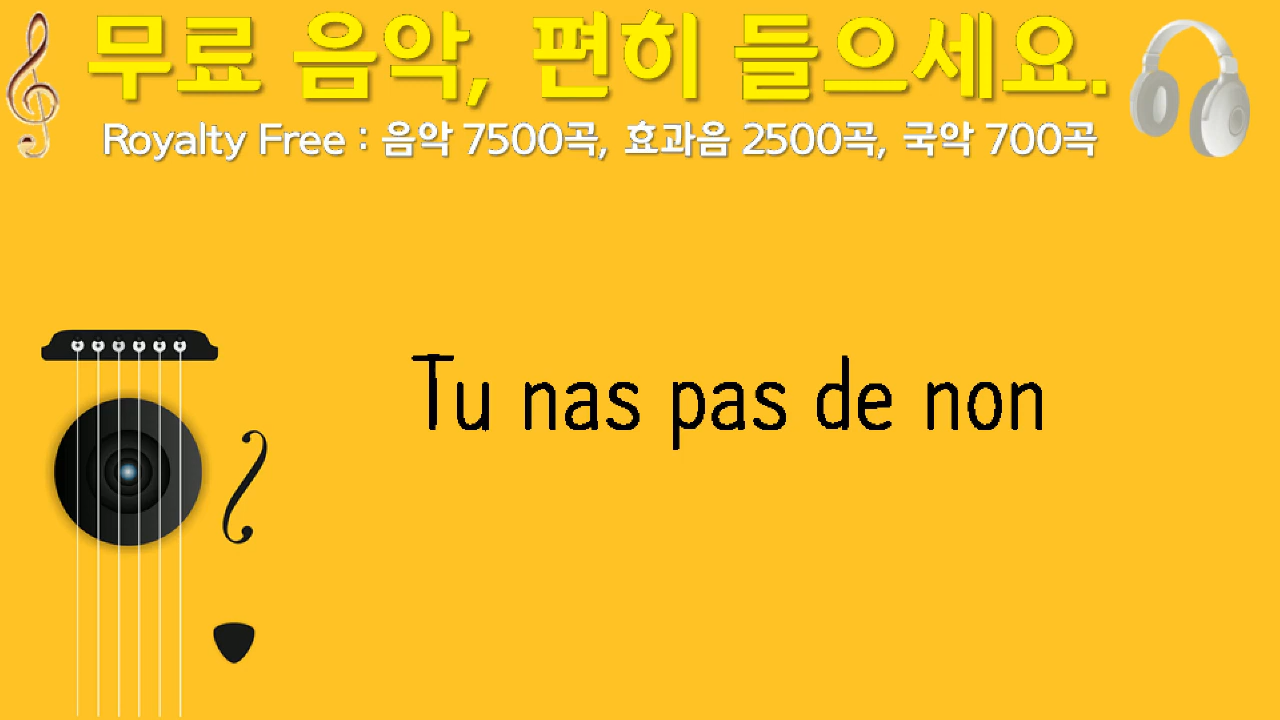 무료 음악, 편히 들으세요.
Royalty Free : 음악 7500곡, 효과음 2500곡, 국악 700곡
Tu nas pas de non